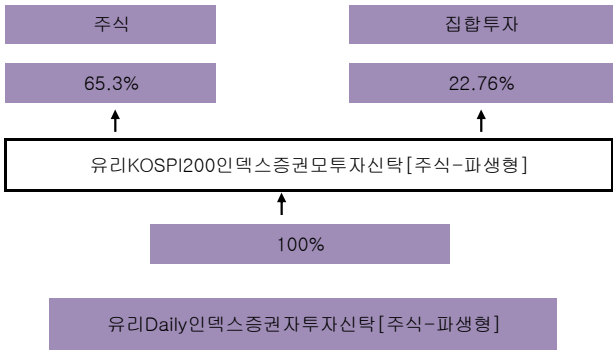 주식
집합투자
65.3%
22.76%
유리KOSPI200인덱스증권모투자신탁[주식-파생형]
100%
유리Daily인덱스증권자투자신탁[주식-파생형]